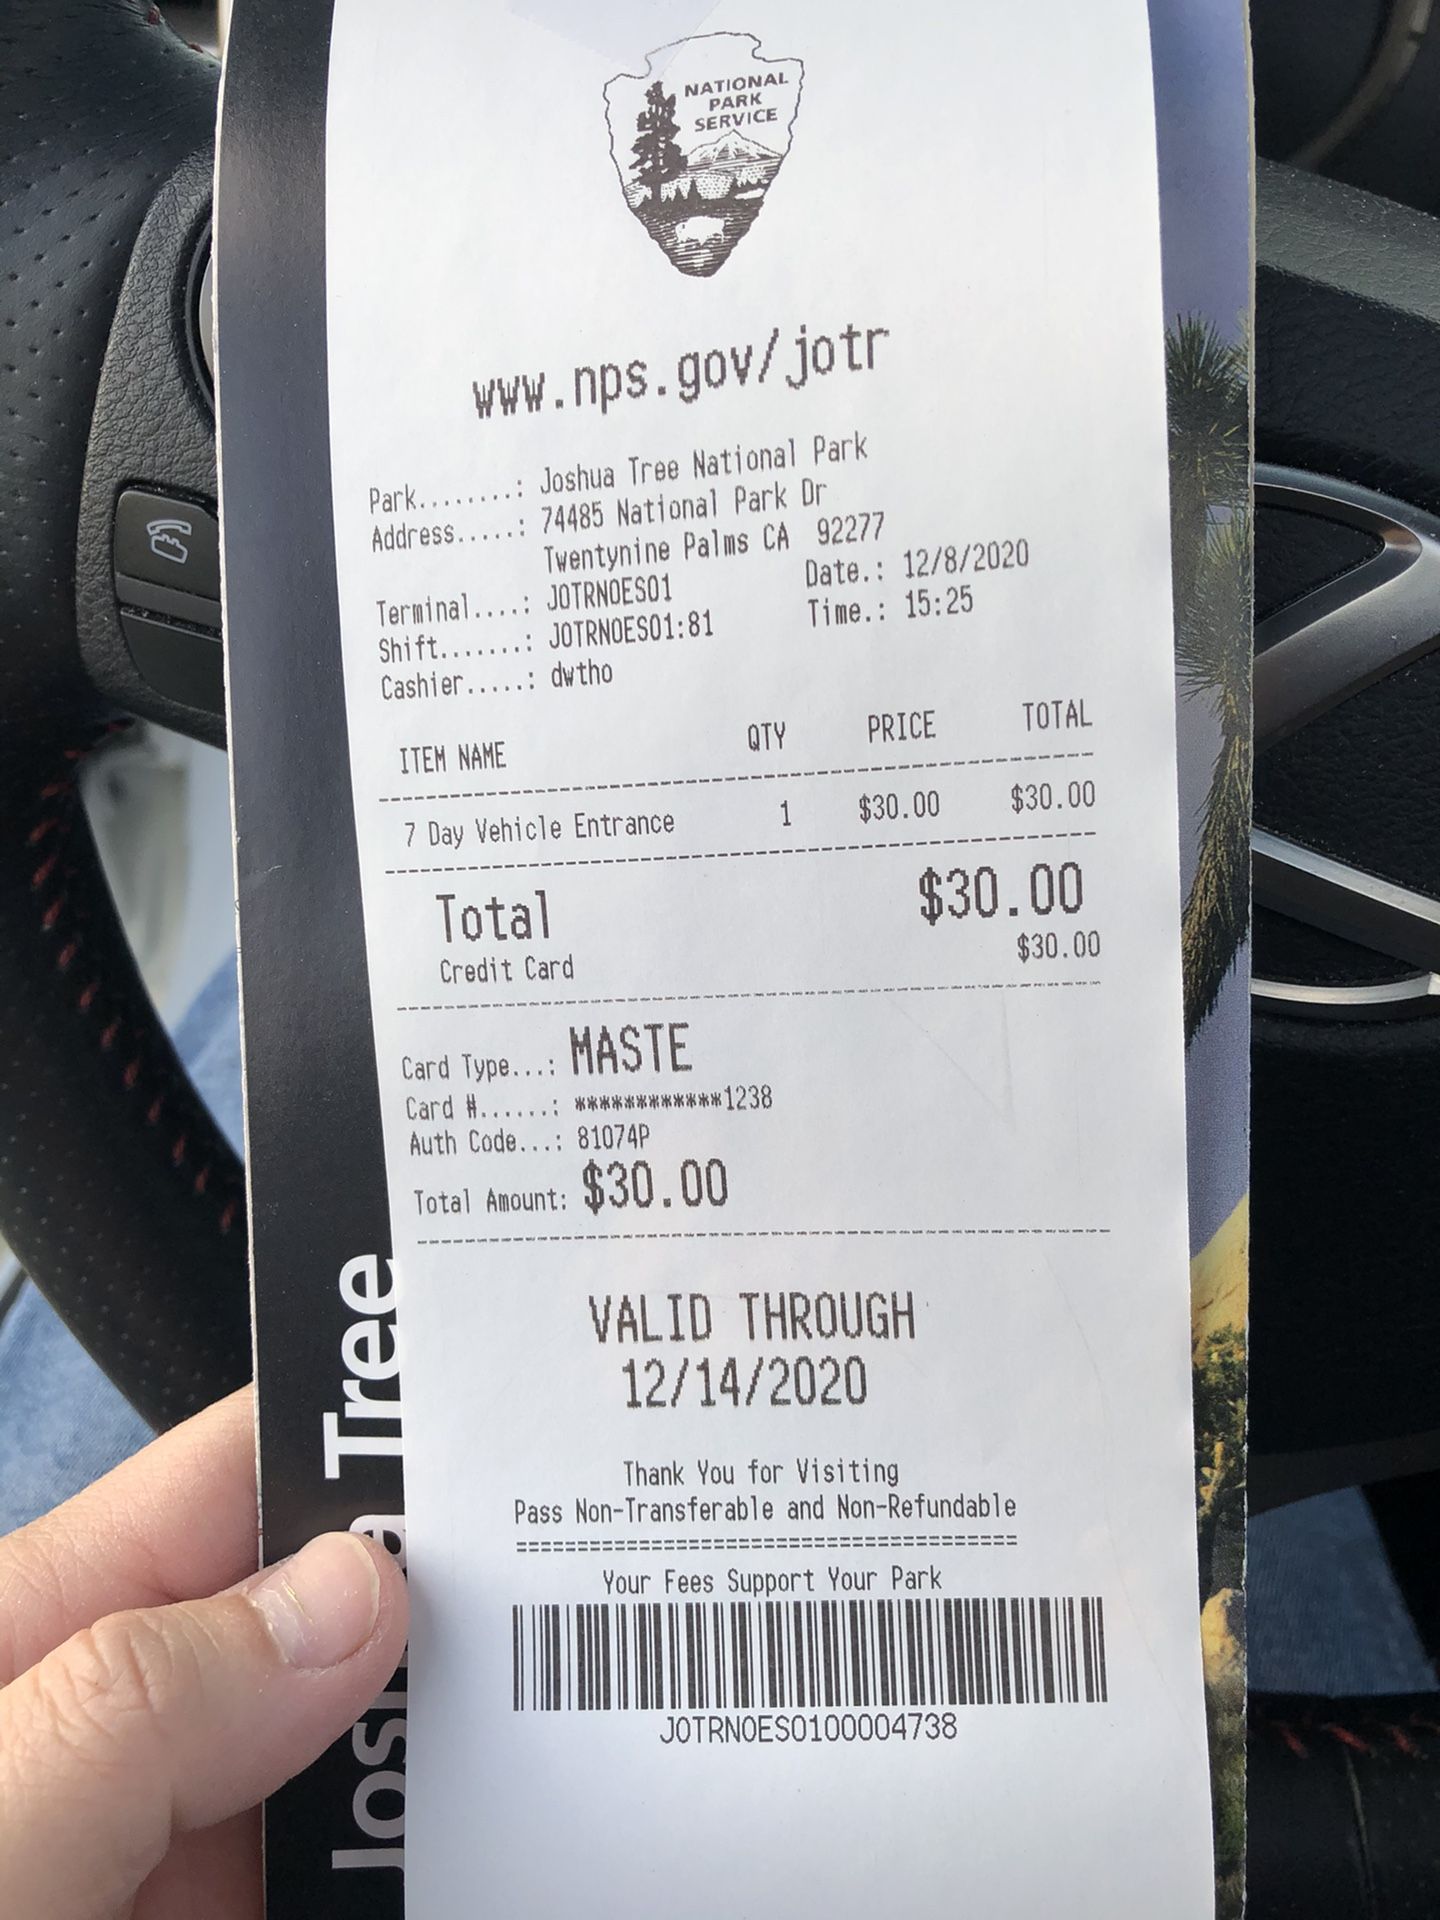 NATIONAL
PARK
SERVICE
www.nps.gov/jotr
Park........: Joshua Tree National Park
Address.....: 74485 National Park Dr
Twentynine Palms CA 92277
Terminal....: JOTRNOES01 Date.: 12/8/2020
Shift.......: JOTRNOES01:81 Time.: 15:25
Cashier.....: dwtho
ITEM NAME QTY PRICE TOTAL
7 Day Vehicle Entrance 1 $30.00 $30.00
Total $30.00
Credit Card $30.00
Card Type...: MASTE
Card #......: ************1238
Auth Code...: 81074P
Total Amount: $30.00
VALID THROUGH
12/14/2020
Thank You for Visiting
Pass Non-Transferable and Non-Refundable
=========================================
Your Fees Support Your Park
JOTRNOES0100004738
Joshua Tree